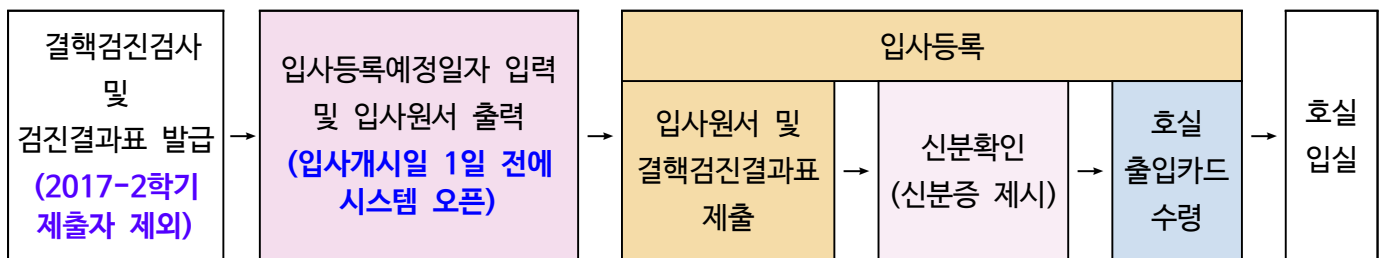 결핵검진검사
및
검진결과표 발급
(2017-2학기
제출자 제외)
→
입사등록예정일자 입력
및 입사원서 출력
(입사개시일 1일 전에
시스템 오픈)
→
입사등록
입사원서 및
결핵검진결과표
제출
→
신분확인
(신분증 제시)
→
호실
출입카드
수령
→
호실
입실